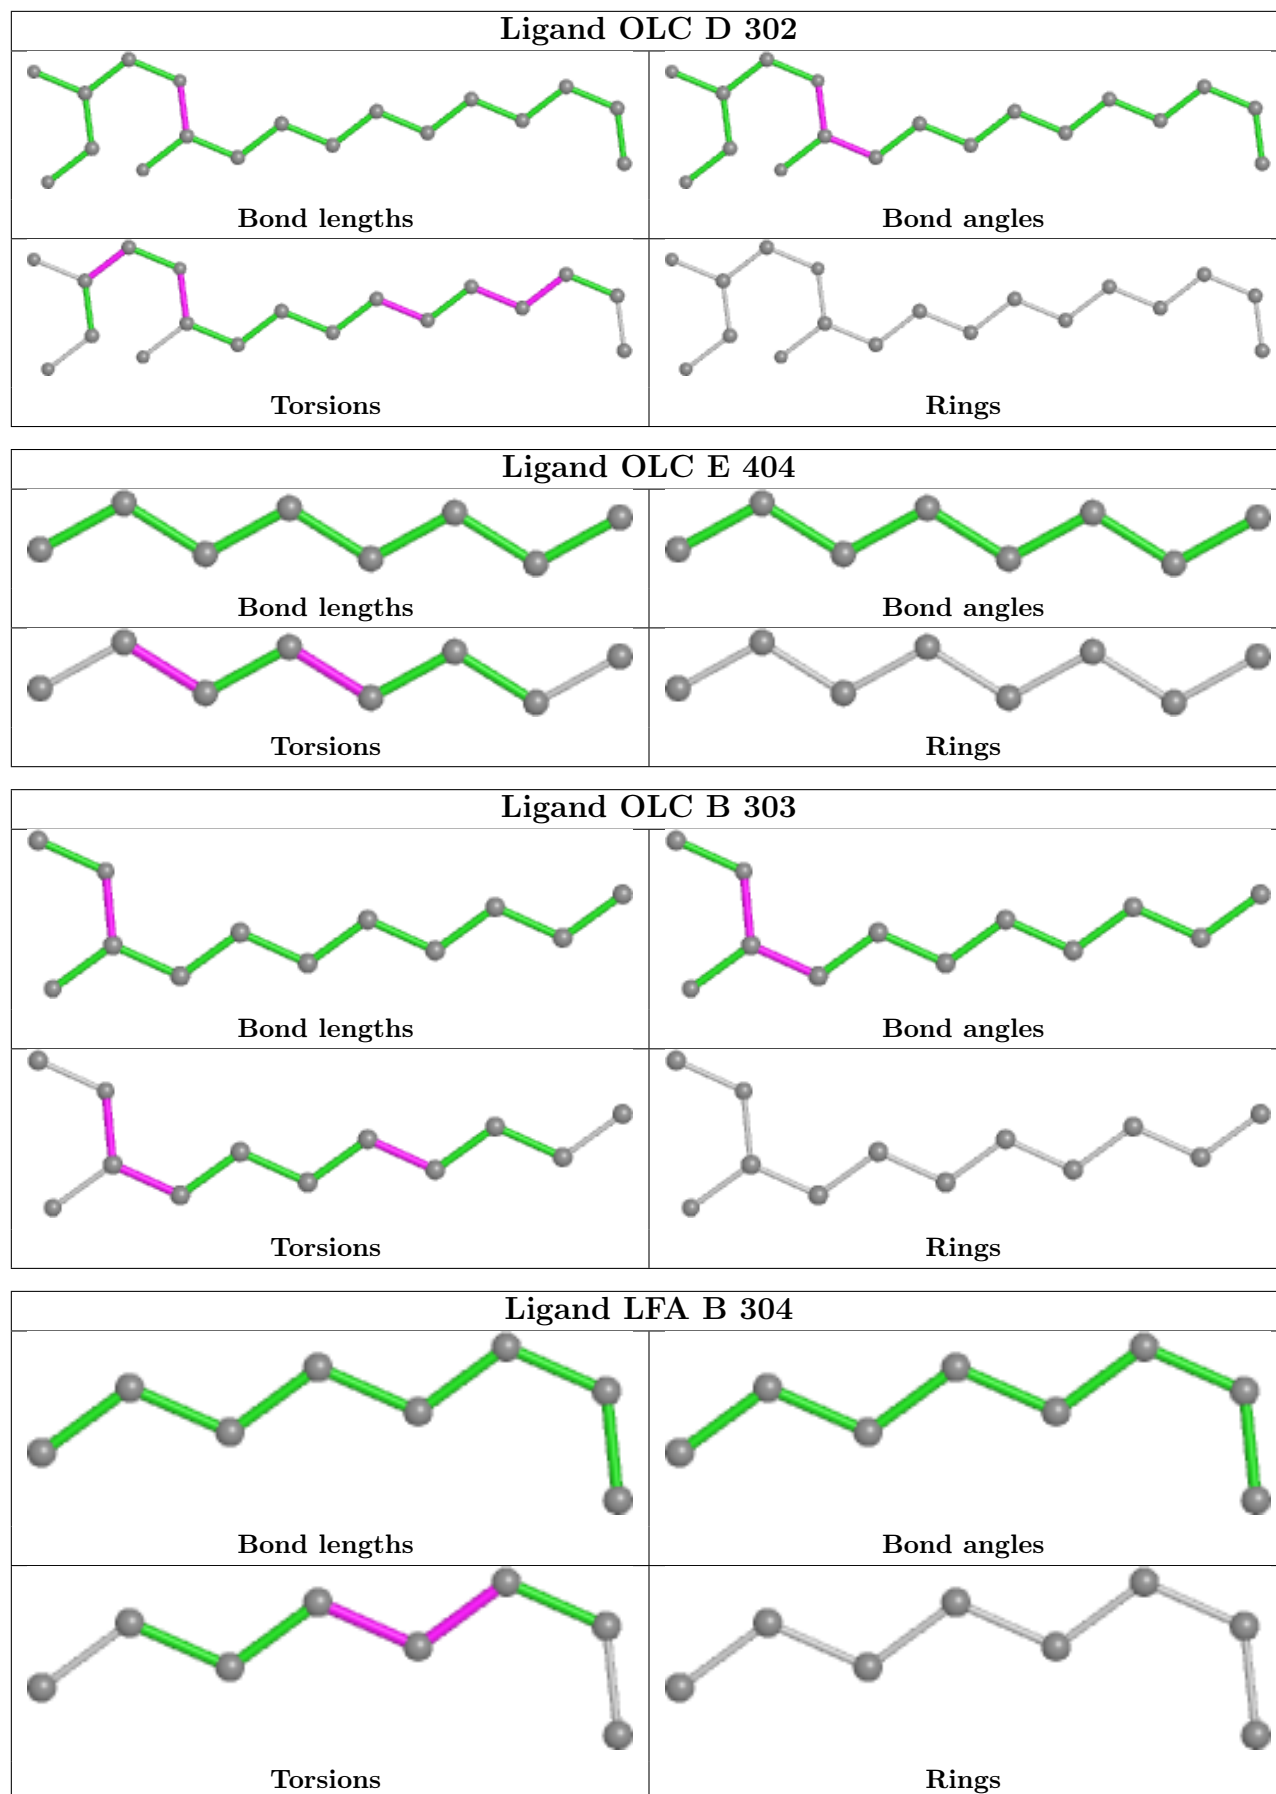 Ligand OLC D 302
Bond lengths
Bond angles
Torsions
Rings
Ligand OLC E 404
Bond lengths
Bond angles
Torsions
Rings
Ligand OLC B 303
Bond lengths
Bond angles
Torsions
Rings
Ligand LFA B 304
Bond lengths
Bond angles
Torsions
Rings